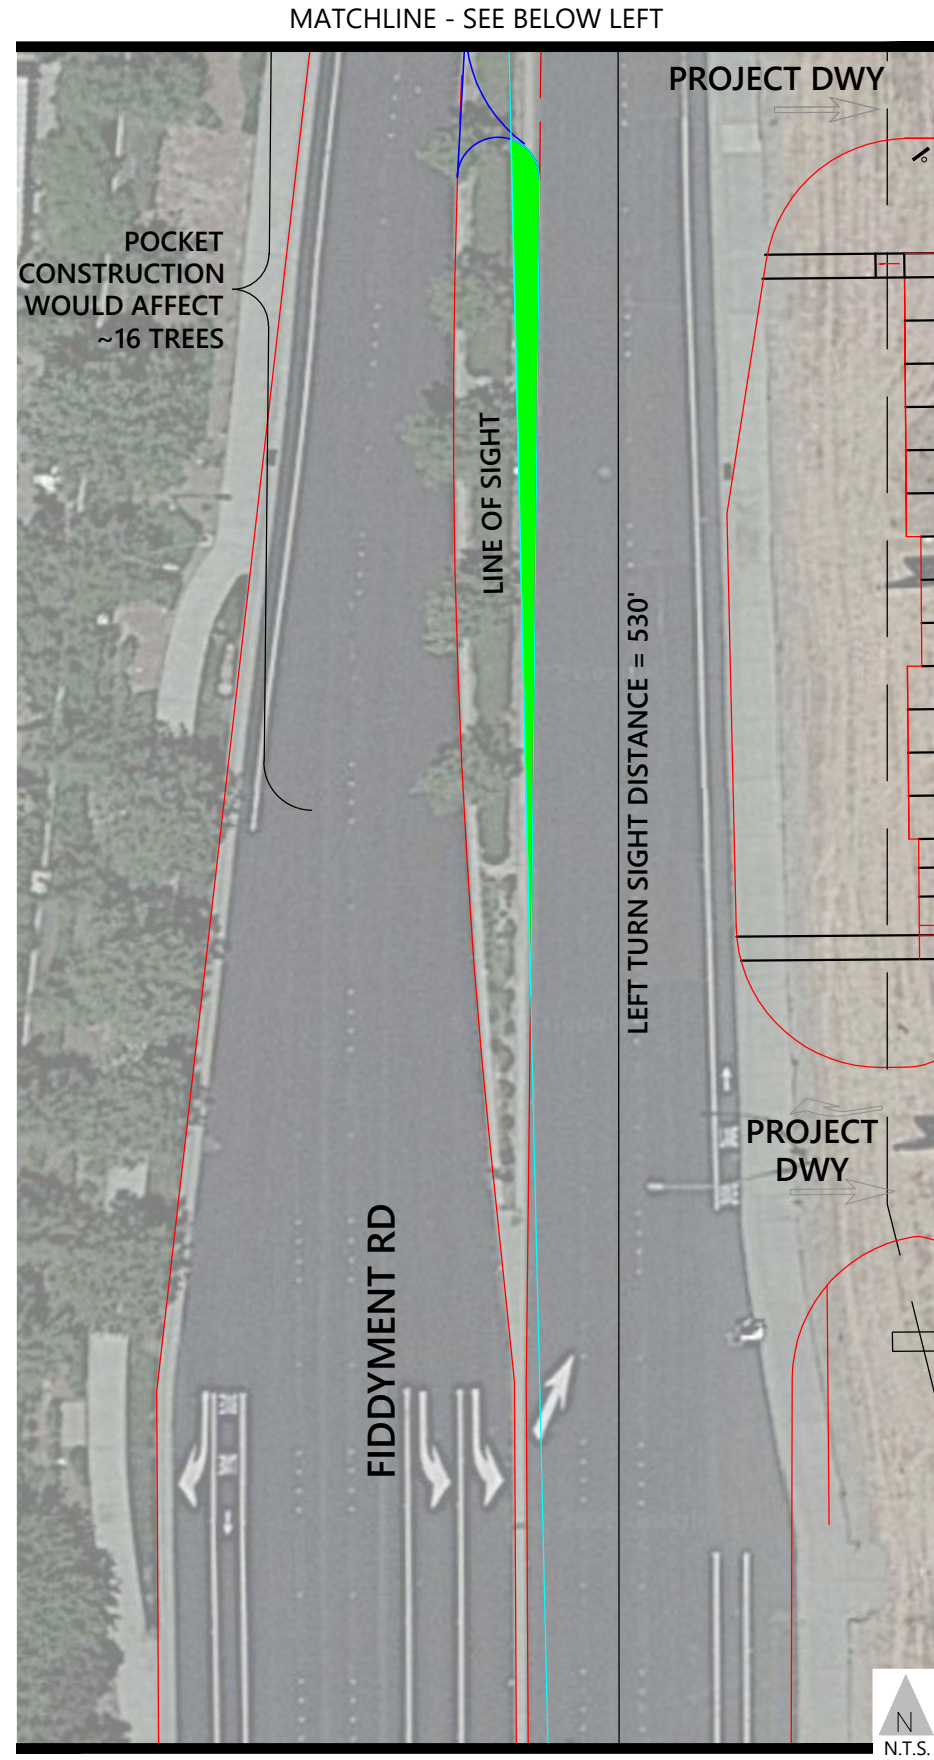 MATCHLINE - SEE BELOW LEFT
PROJECT DWY
POCKET
CONSTRUCTION
WOULD AFFECT
~16 TREES
LINE OF SIGHT
LEFT TURN SIGHT DISTANCE = 530'
PROJECT
DWY
FIDDYMENT RD
N
N.T.S.